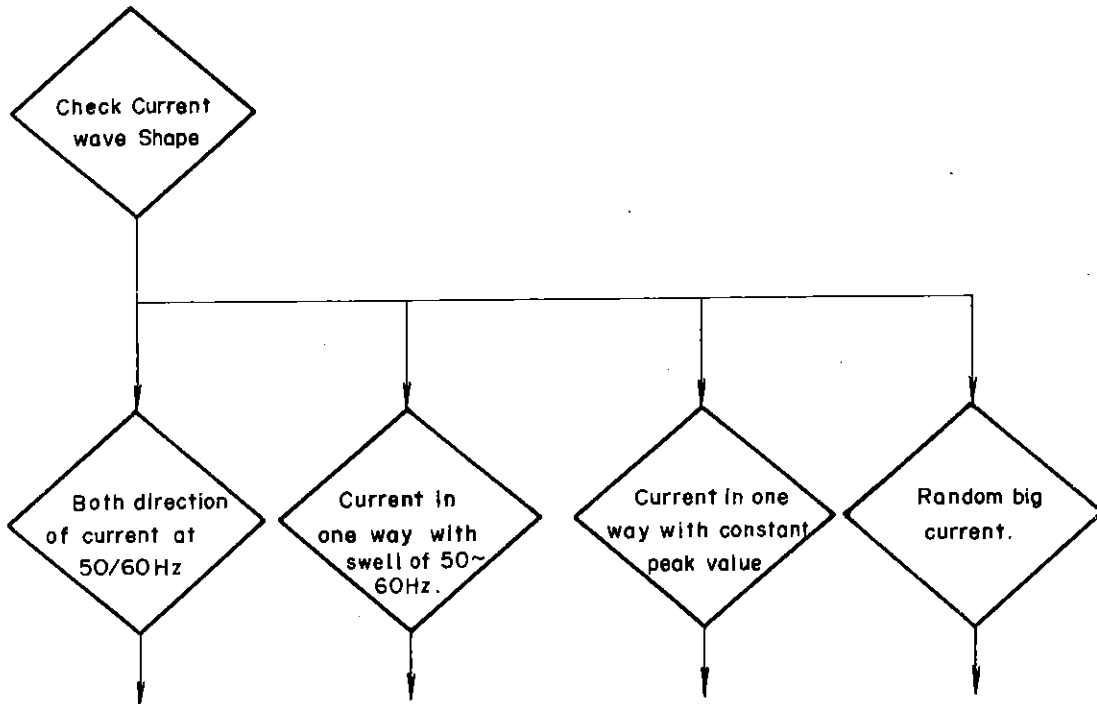 Check Current
wave Shape
Both direction
of current at
50/60Hz
Current in
one way with
swell of 50~
60Hz.
Current in one
way with constant
peak value
Random big
current.